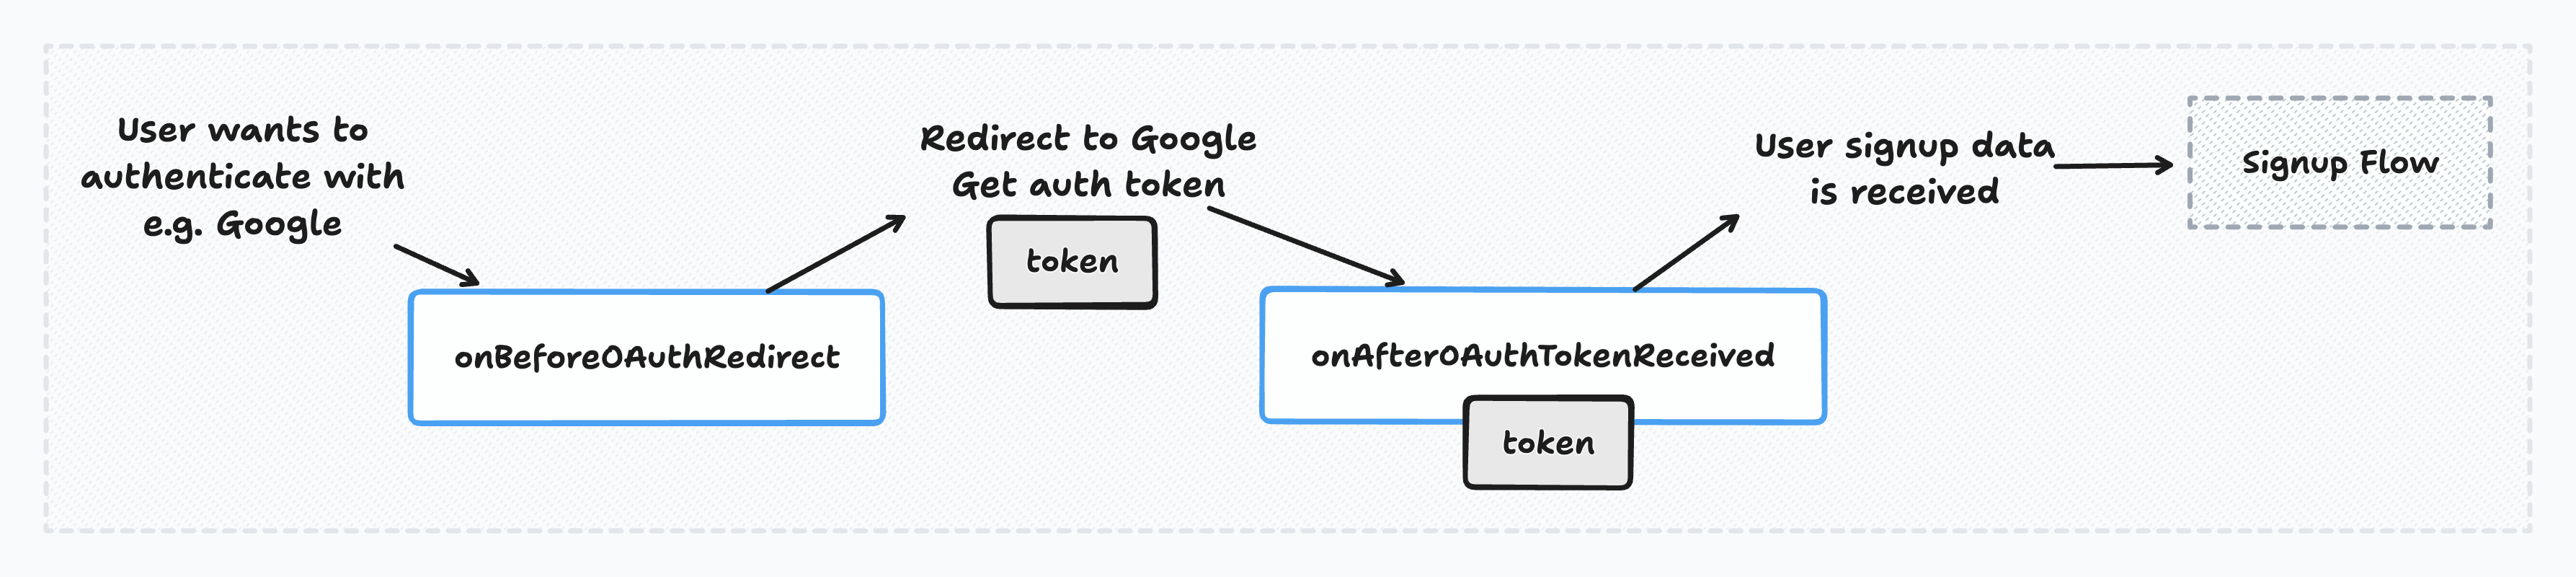 User wants to
authenticate with
e.g. Google
onBeforeOAuthRedirect
Redirect to Google
Get auth token
token
onAfterOAuthTokenReceived
token
User signup data
is received
Signup Flow